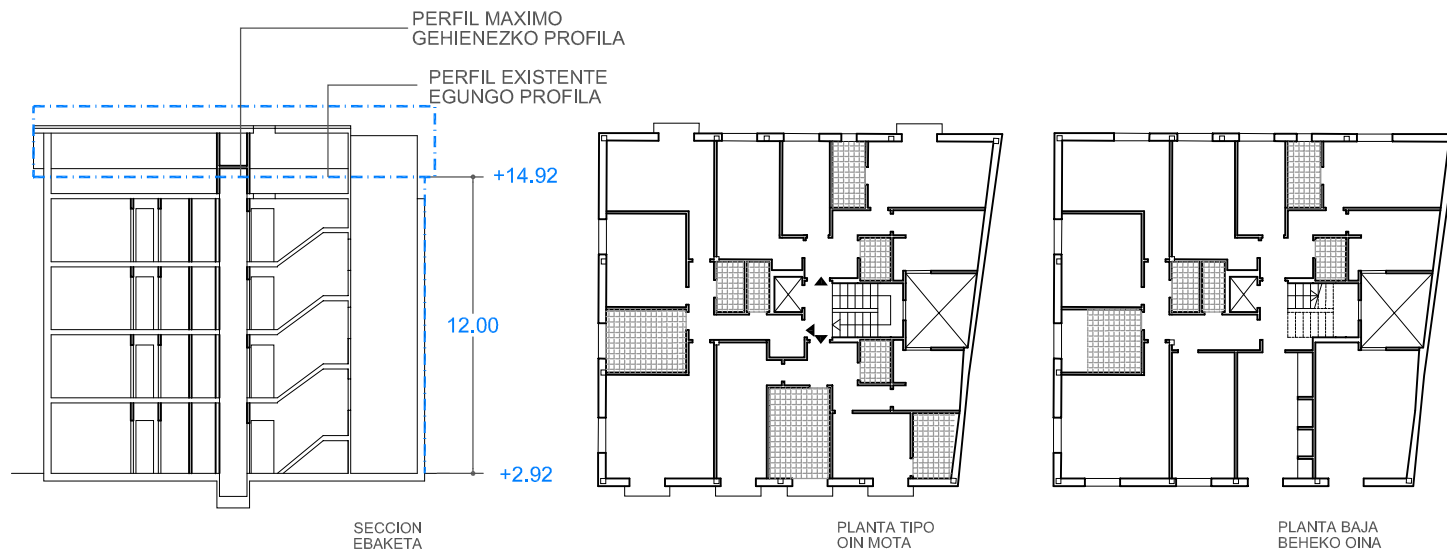 PERFIL MAXIMO
GEHIENEZKO PROFILA
PERFIL EXISTENTE
EGUNGO PROFILA
+14.92
12.00
+2.92
SECCION
EBAKETA
PLANTA TIPO
OIN MOTA
PLANTA BAJA
BEHEKO OINA